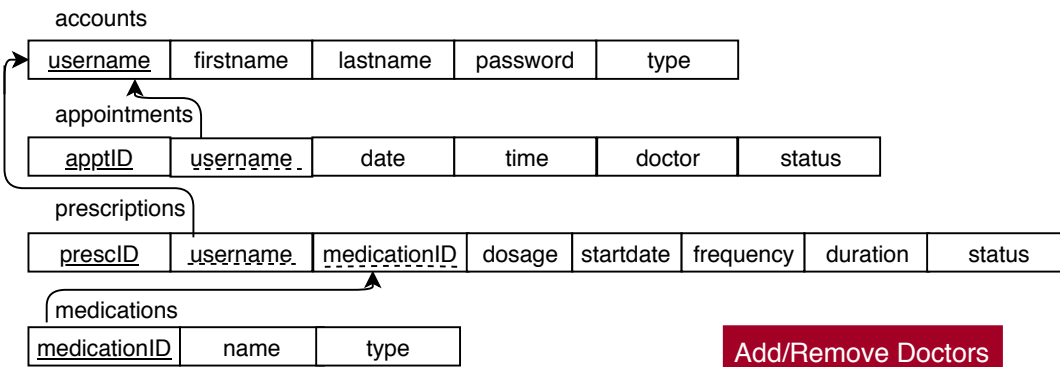 accounts
username firstname lastname password type
appointments
apptID username date time doctor status
prescriptions
prescID username medicationID dosage startdate frequency duration status
medications
medicationID name type
Add/Remove Doctors